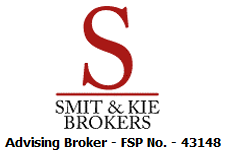 S
SMIT & KIE
BROKERS
Advising Broker - FSP No. - 43148